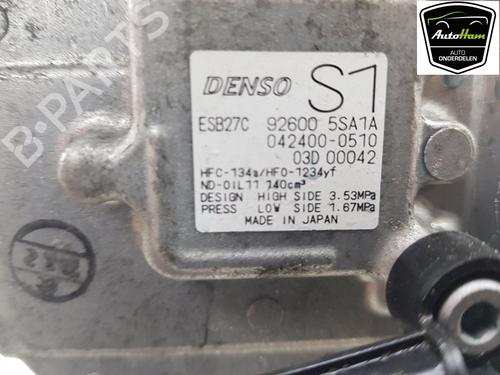 AutoHam
AUTO
ONDERDELEN
B-PARTS
DENSO S1
ESB27C 92600 5SA1A
042400-0510
03D 00042
HFC-134a/HFO-1234yf
ND-OIL11 140cm³
DESIGN HIGH SIDE 3.53MPa
PRESS LOW SIDE 1.67MPa
MADE IN JAPAN